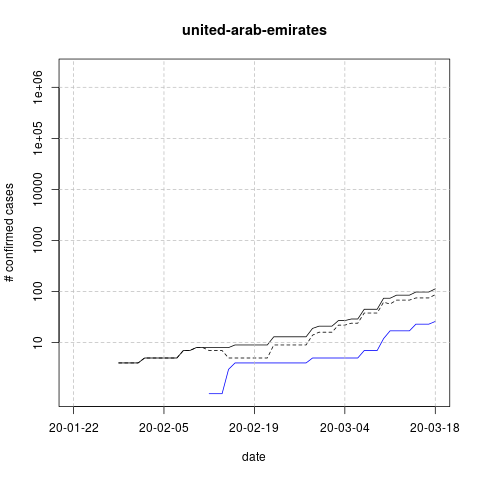 united-arab-emirates
# confirmed cases
1e+06
1e+05
10000
1000
100
10
20-01-22 20-02-05 20-02-19 20-03-04 20-03-18
date